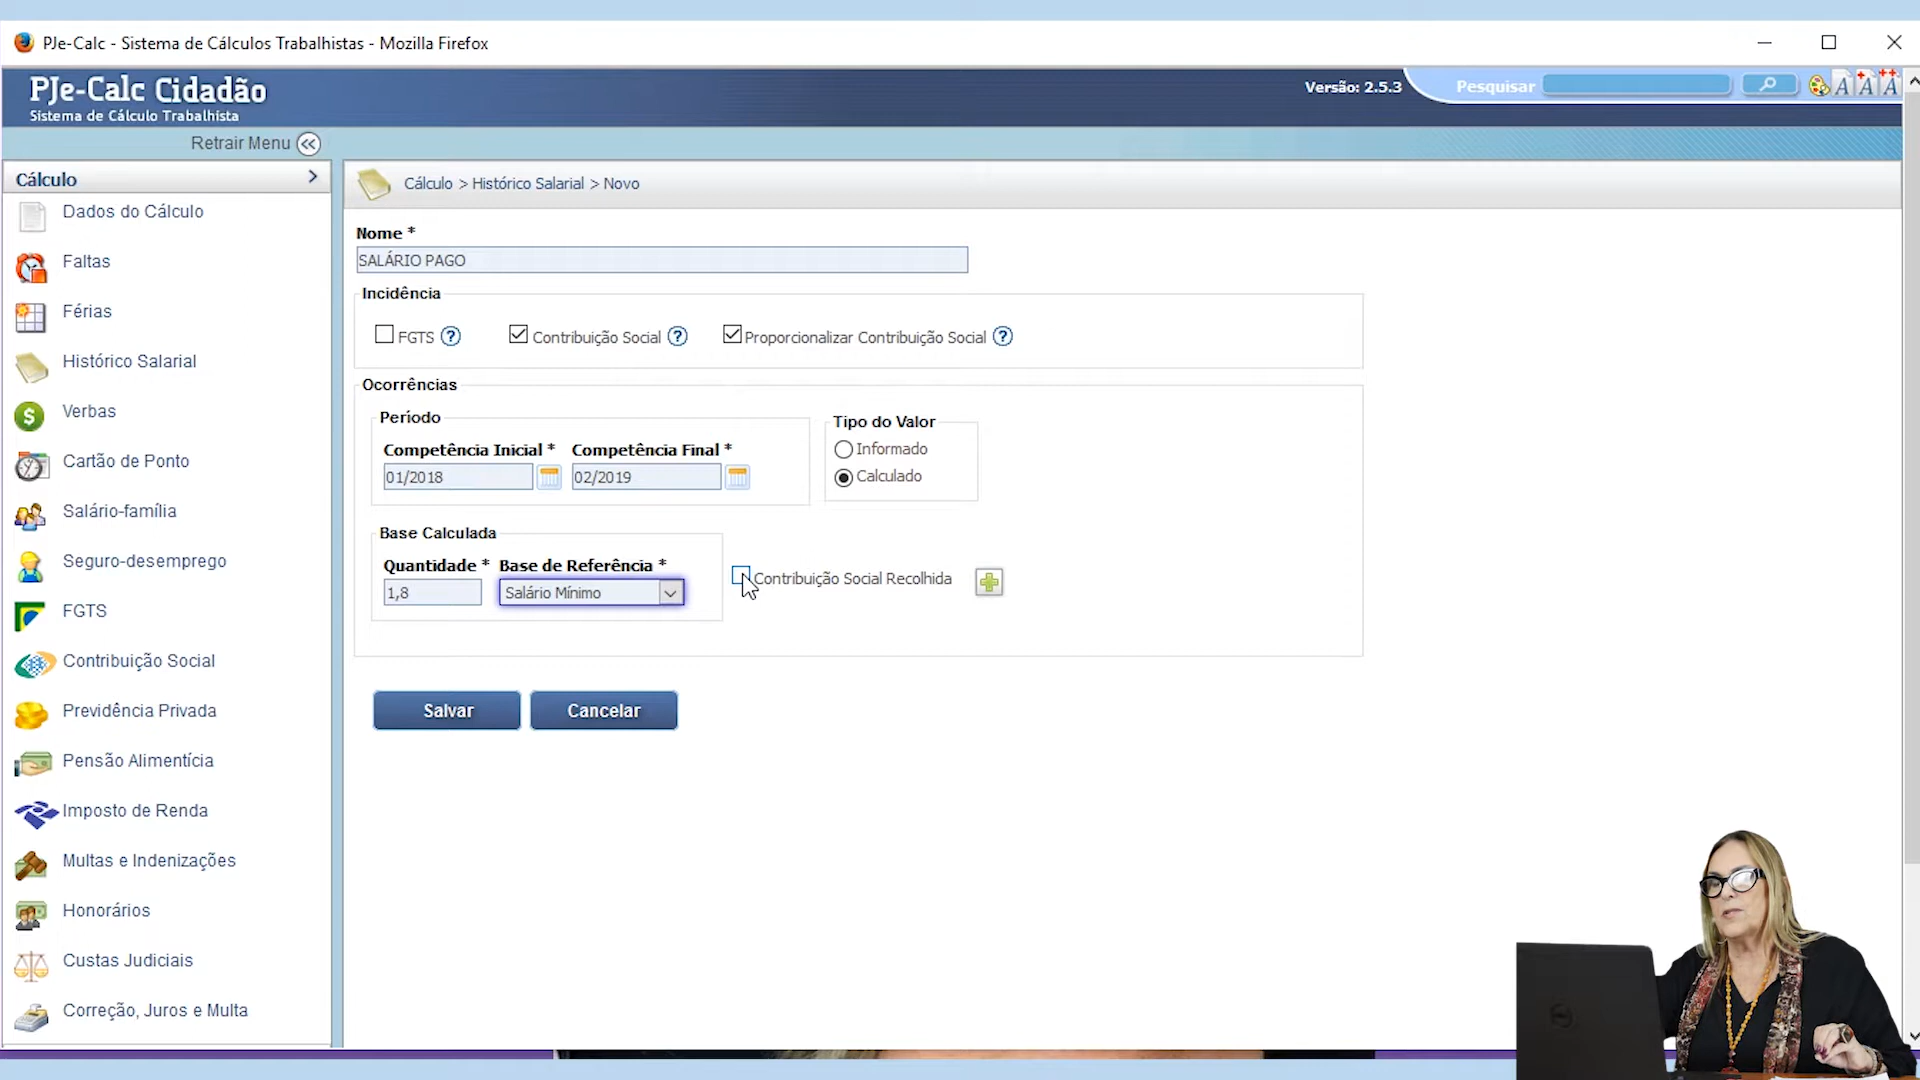 PJe-Calc - Sistema de Cálculos Trabalhistas - Mozilla Firefox
PJe-Calc Cidadão
Sistema de Cálculo Trabalhista
Versão: 2.5.3
Pesquisar
A A A
Retrair Menu
Cálculo
Dados do Cálculo
Faltas
Férias
Histórico Salarial
Verbas
Cartão de Ponto
Salário-família
Seguro-desemprego
FGTS
Contribuição Social
Previdência Privada
Pensão Alimentícia
Imposto de Renda
Multas e Indenizações
Honorários
Custas Judiciais
Correção, Juros e Multa
Cálculo > Histórico Salarial > Novo
Nome *
SALÁRIO PAGO
Incidência
FGTS ? Contribuição Social ? Proporcionalizar Contribuição Social ?
Ocorrências
Período
Competência Inicial * Competência Final *
01/2018 02/2019
Tipo do Valor
Informado
Calculado
Base Calculada
Quantidade * Base de Referência *
1,8 Salário Mínimo
Contribuição Social Recolhida
Salvar Cancelar